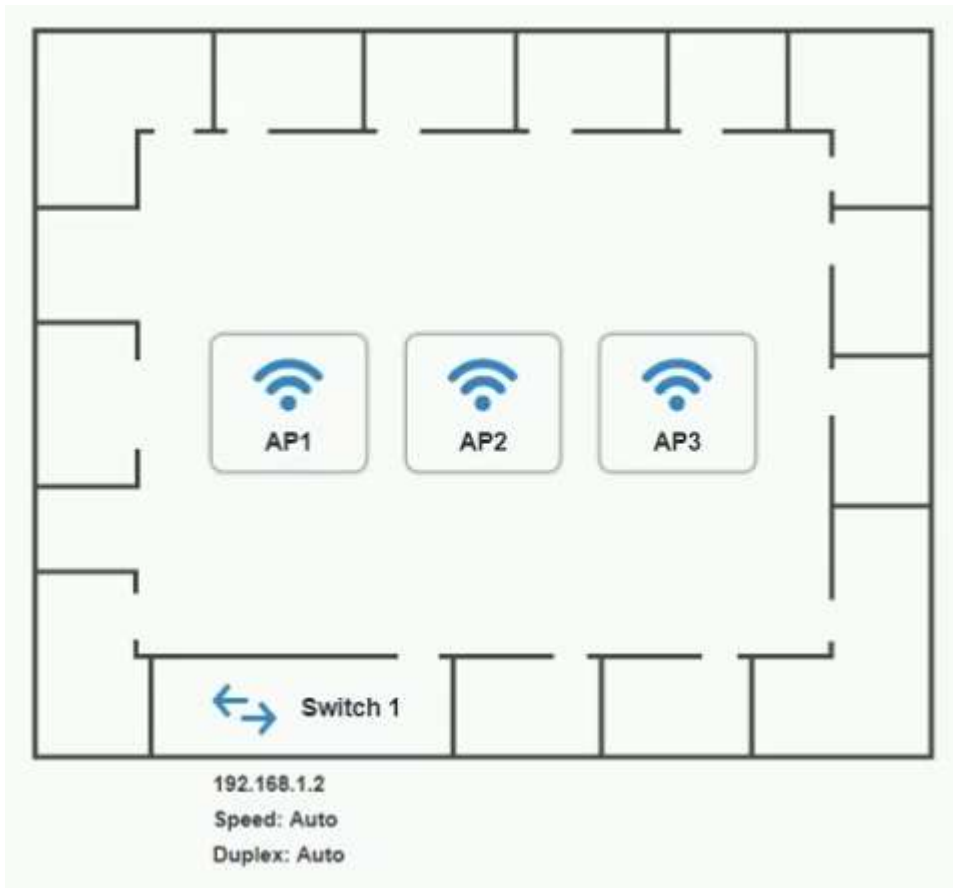 AP1
AP2
AP3
Switch 1
192.168.1.2
Speed: Auto
Duplex: Auto